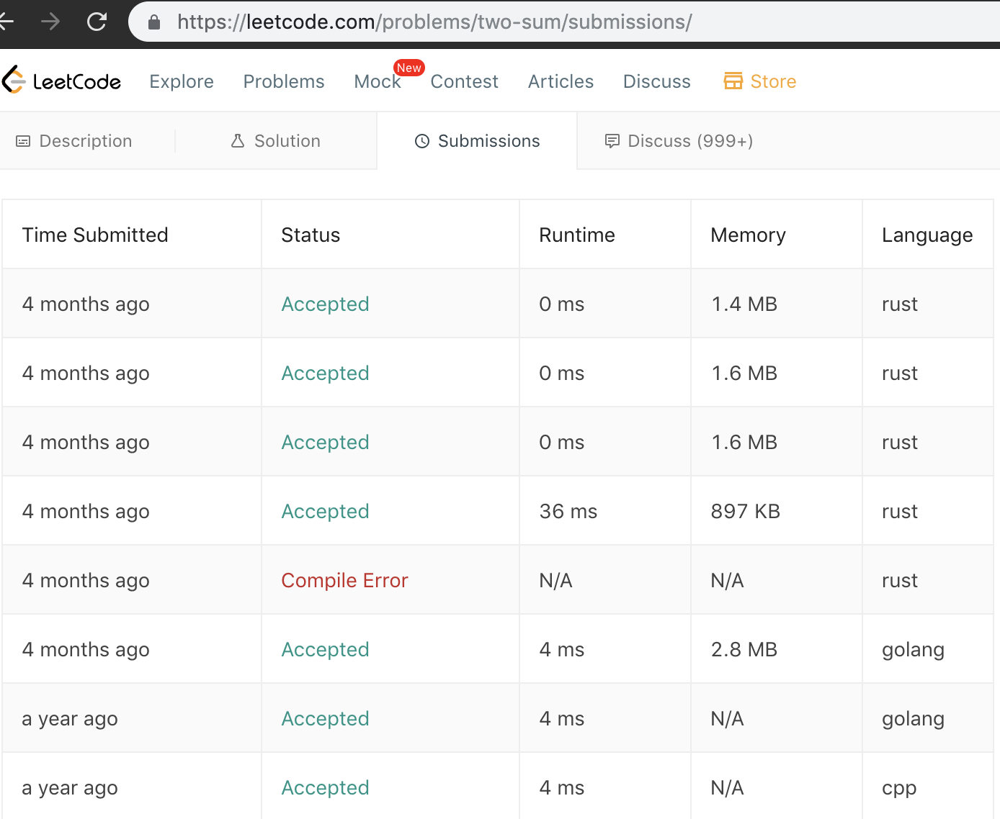 https://leetcode.com/problems/two-sum/submissions/
LeetCode Explore Problems Mock New Contest Articles Discuss Store
Description Solution Submissions Discuss (999+)
Time Submitted Status Runtime Memory Language
4 months ago Accepted 0 ms 1.4 MB rust
4 months ago Accepted 0 ms 1.6 MB rust
4 months ago Accepted 0 ms 1.6 MB rust
4 months ago Accepted 36 ms 897 KB rust
4 months ago Compile Error N/A N/A rust
4 months ago Accepted 4 ms 2.8 MB golang
a year ago Accepted 4 ms N/A golang
a year ago Accepted 4 ms N/A cpp